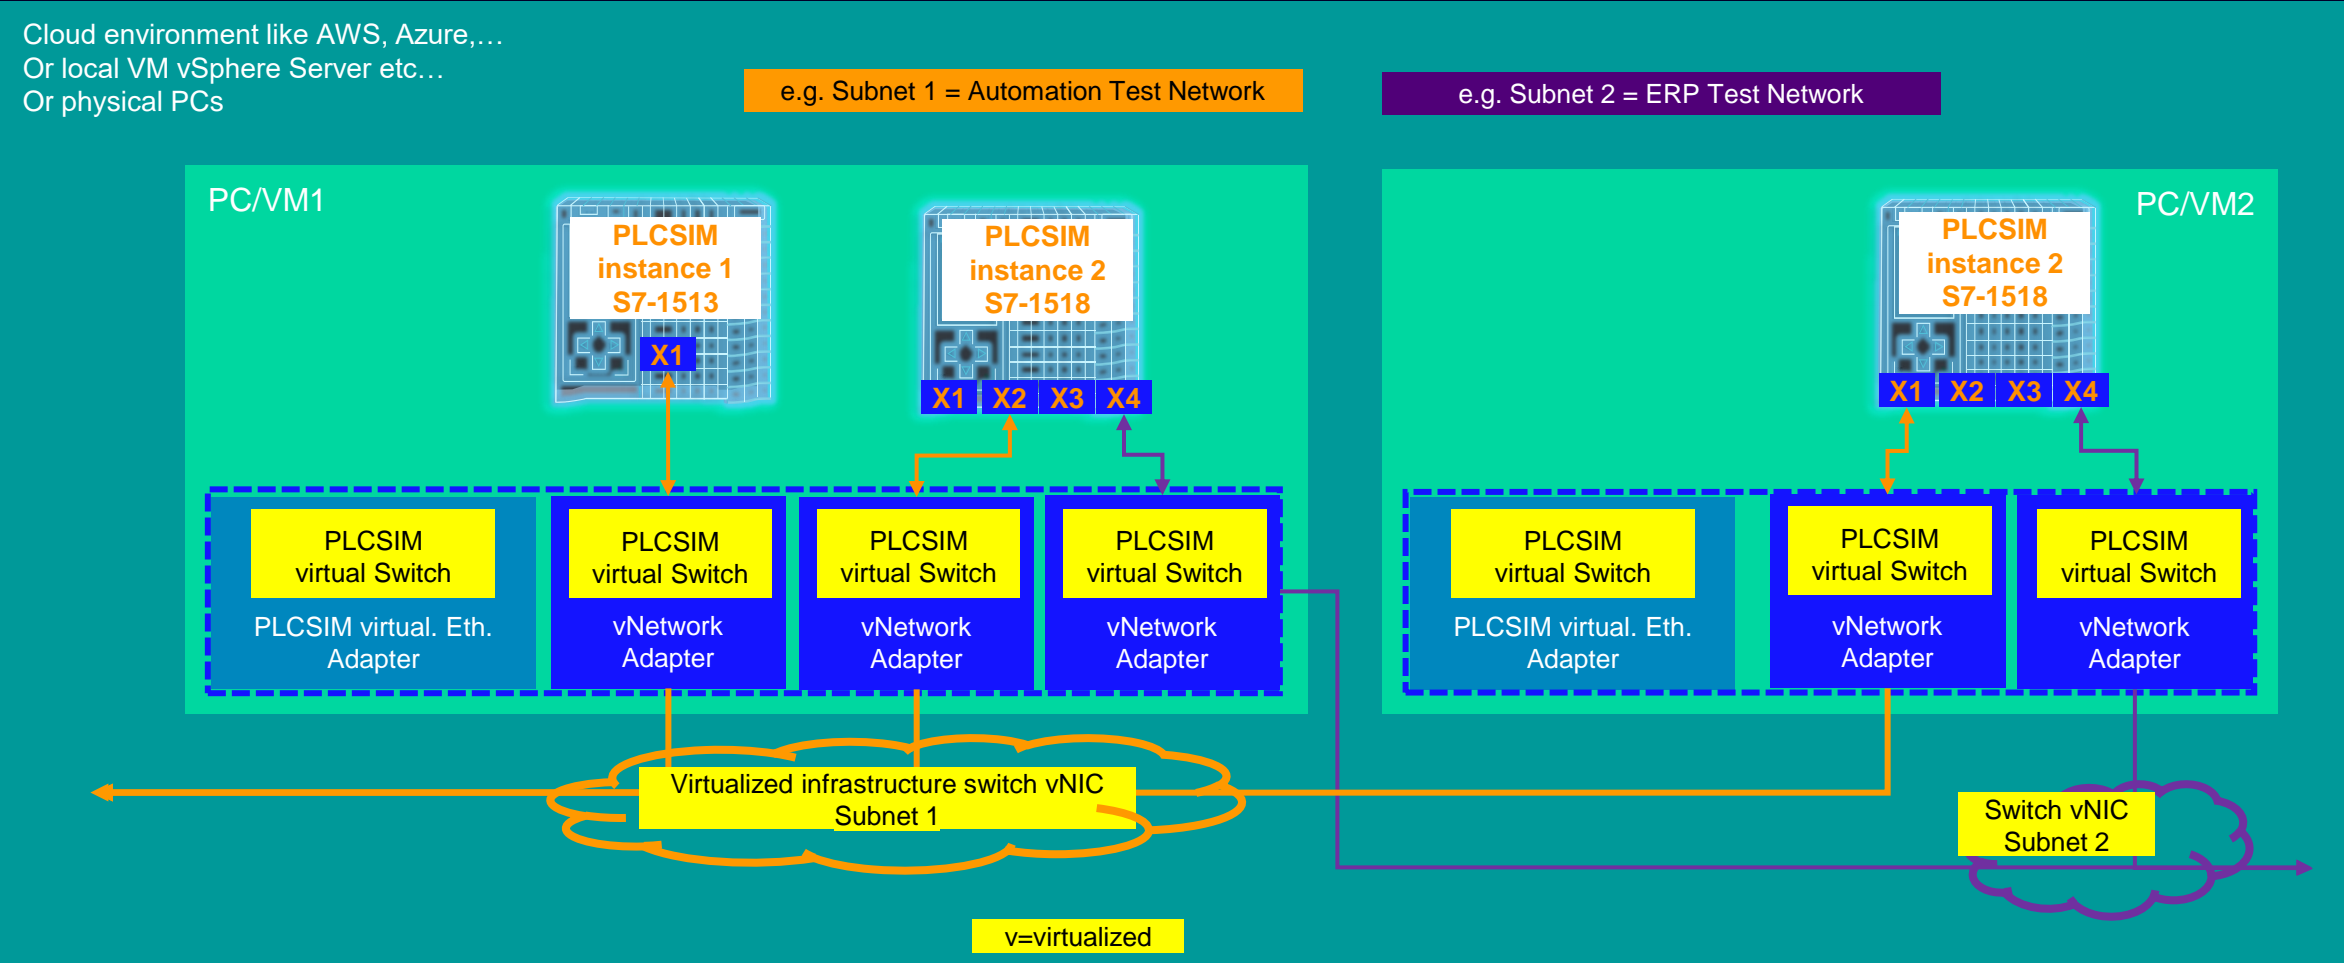 Cloud environment like AWS, Azure,…
Or local VM vSphere Server etc…
Or physical PCs
e.g. Subnet 1 = Automation Test Network
e.g. Subnet 2 = ERP Test Network
PC/VM1
PLCSIM
instance 1
S7-1513
X1
PLCSIM
instance 2
S7-1518
X1 X2 X3 X4
PLCSIM
virtual Switch
PLCSIM virtual. Eth.
Adapter
PLCSIM
virtual Switch
vNetwork
Adapter
PLCSIM
virtual Switch
vNetwork
Adapter
PLCSIM
virtual Switch
vNetwork
Adapter
PC/VM2
PLCSIM
instance 2
S7-1518
X1 X2 X3 X4
PLCSIM
virtual Switch
PLCSIM virtual. Eth.
Adapter
PLCSIM
virtual Switch
vNetwork
Adapter
PLCSIM
virtual Switch
vNetwork
Adapter
Virtualized infrastructure switch vNIC
Subnet 1
Switch vNIC
Subnet 2
v=virtualized